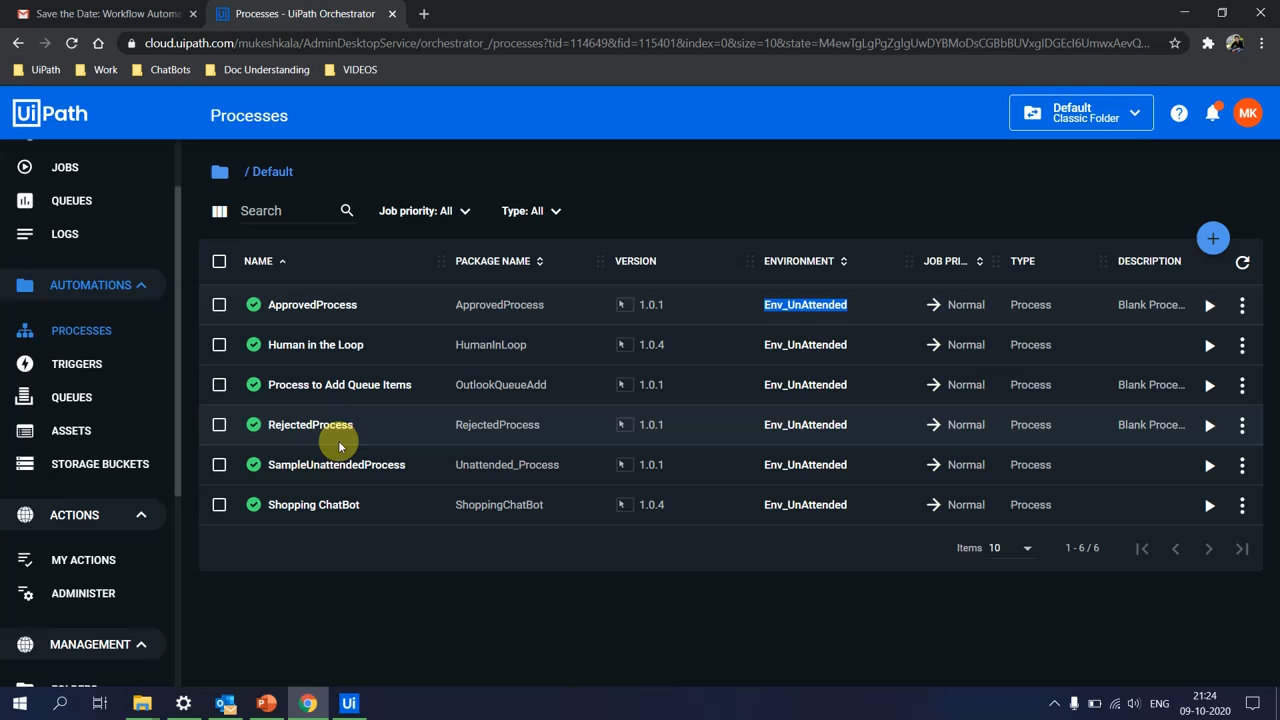 Save the Date: Workflow Automa
Processes - UiPath Orchestrator
cloud.uipath.com/mukeshkala/AdminDesktopService/orchestrator_/processes?tid=114649&fid=115401&index=0&size=10&state=
UiPath Work ChatBots Doc Understanding VIDEOS
UiPath
Processes
Default
Classic Folder
MK
JOBS
QUEUES
LOGS
AUTOMATIONS
PROCESSES
TRIGGERS
QUEUES
ASSETS
STORAGE BUCKETS
ACTIONS
MY ACTIONS
ADMINISTER
MANAGEMENT
/ Default
Search Job priority: All Type: All
NAME PACKAGE NAME VERSION ENVIRONMENT JOB PRI... TYPE DESCRIPTION
ApprovedProcess ApprovedProcess 1.0.1 Env_UnAttended Normal Process Blank Proce...
Human in the Loop HumanInLoop 1.0.4 Env_UnAttended Normal Process
Process to Add Queue Items OutlookQueueAdd 1.0.1 Env_UnAttended Normal Process Blank Proce...
RejectedProcess RejectedProcess 1.0.1 Env_UnAttended Normal Process Blank Proce...
SampleUnattendedProcess Unattended_Process 1.0.1 Env_UnAttended Normal Process
Shopping ChatBot ShoppingChatBot 1.0.4 Env_UnAttended Normal Process
Items 10 1 - 6 / 6
Ui
ENG
21:24
09-10-2020